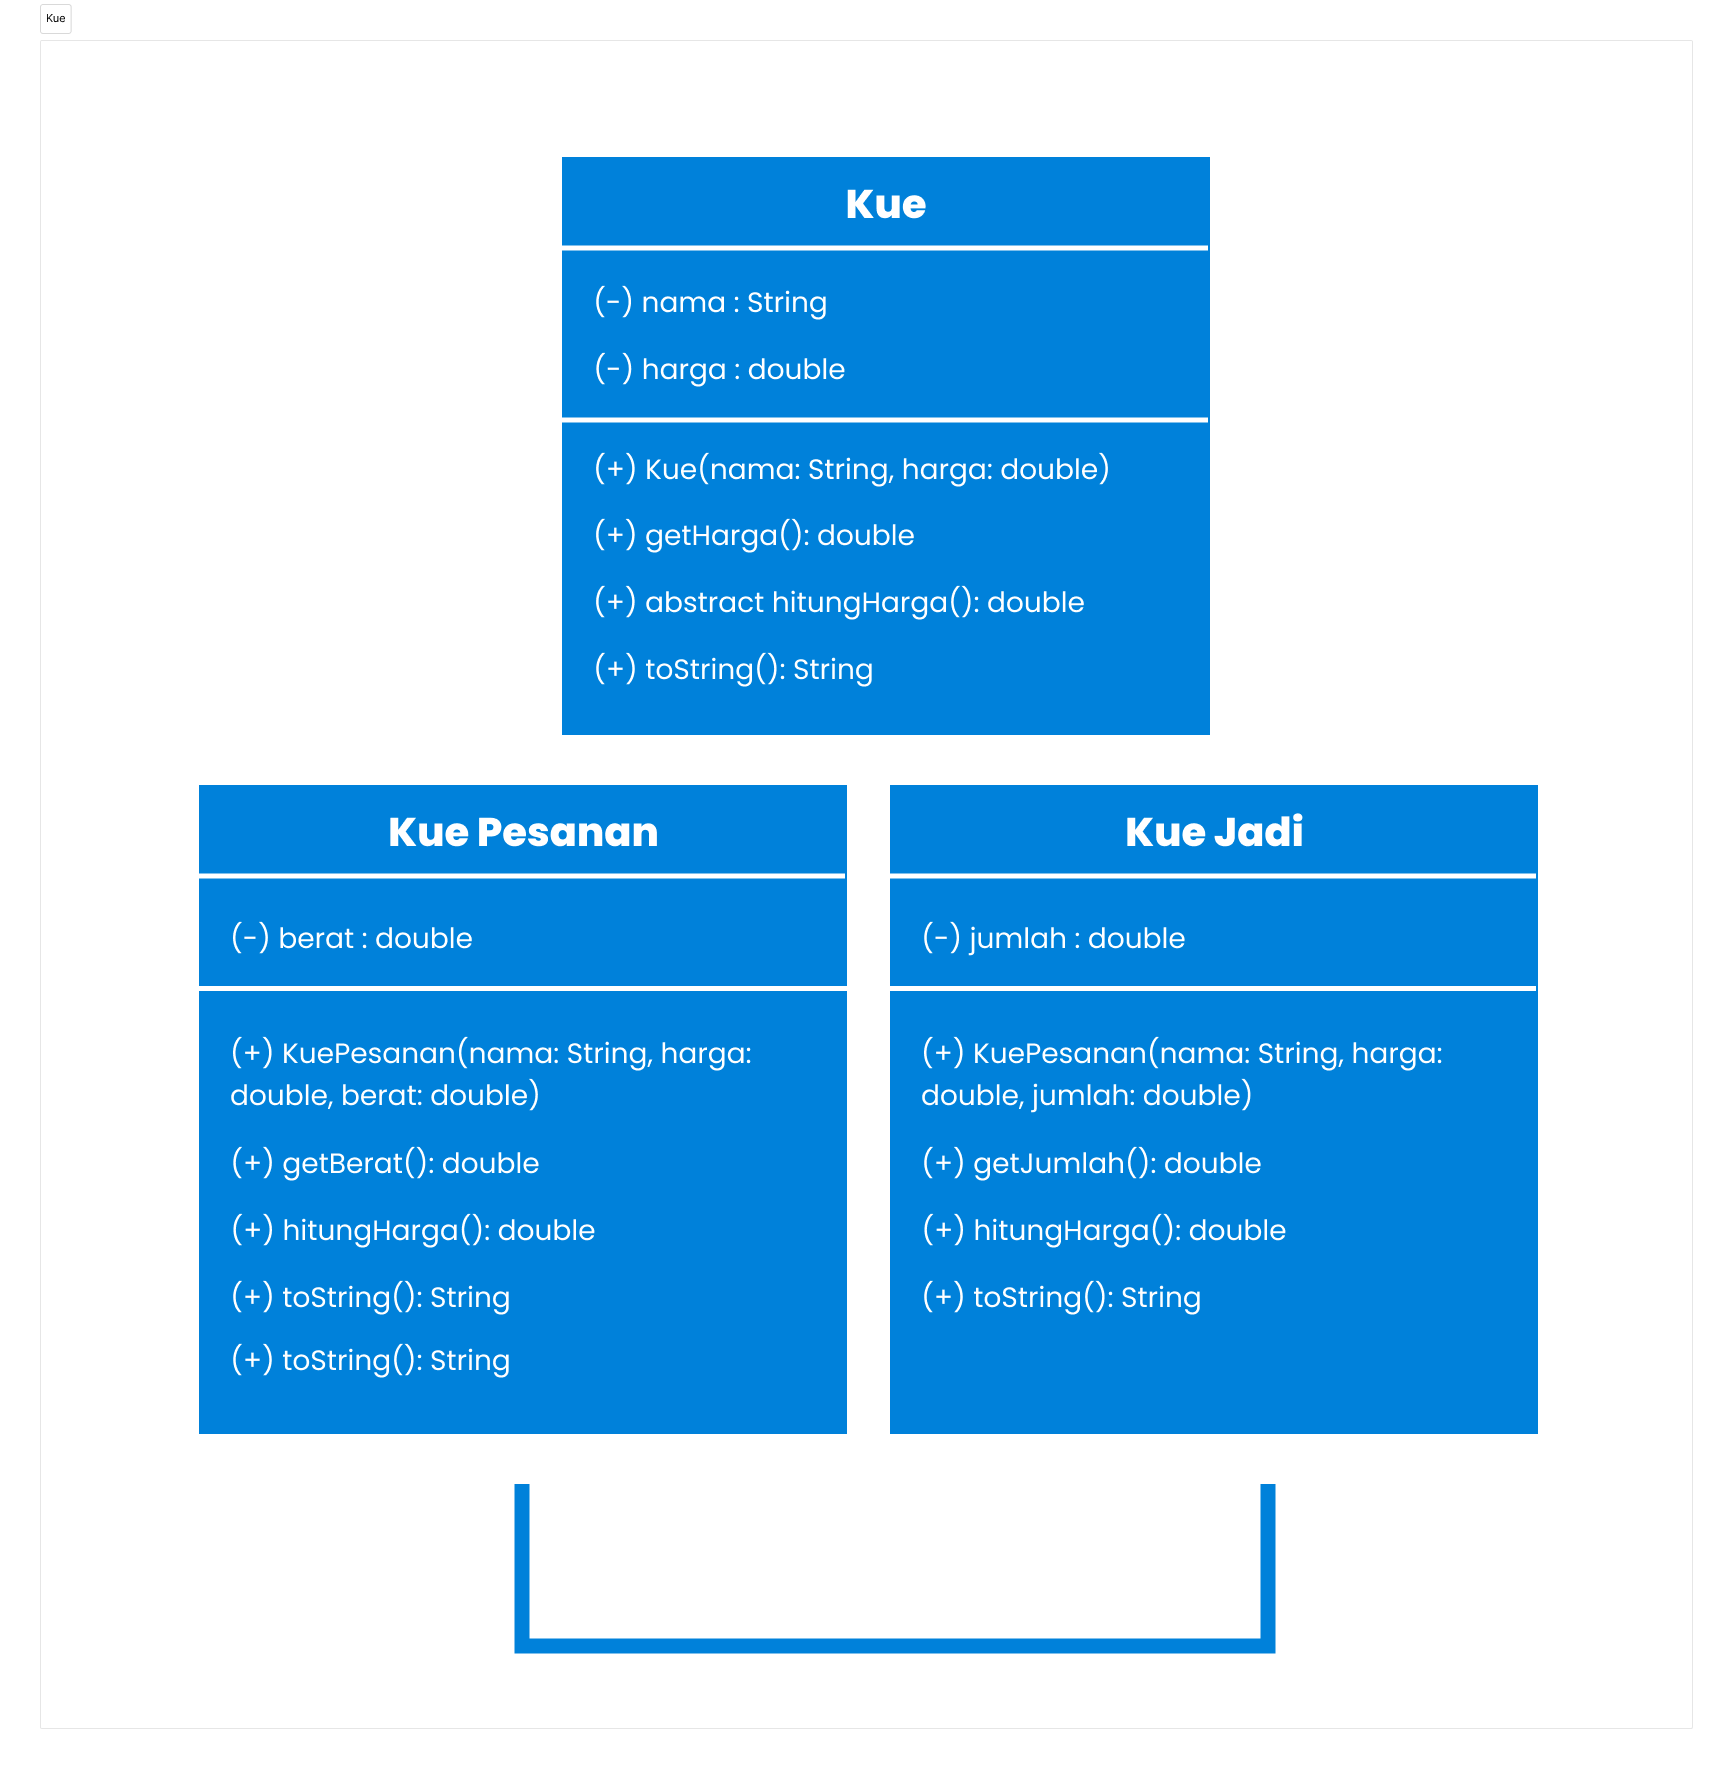 Kue
Kue
(-) nama : String
(-) harga : double
(+) Kue(nama: String, harga: double)
(+) getHarga(): double
(+) abstract hitungHarga(): double
(+) toString(): String
Kue Pesanan
(-) berat : double
(+) KuePesanan(nama: String, harga:
double, berat: double)
(+) getBerat(): double
(+) hitungHarga(): double
(+) toString(): String
(+) toString(): String
Kue Jadi
(-) jumlah : double
(+) KuePesanan(nama: String, harga:
double, jumlah: double)
(+) getJumlah(): double
(+) hitungHarga(): double
(+) toString(): String